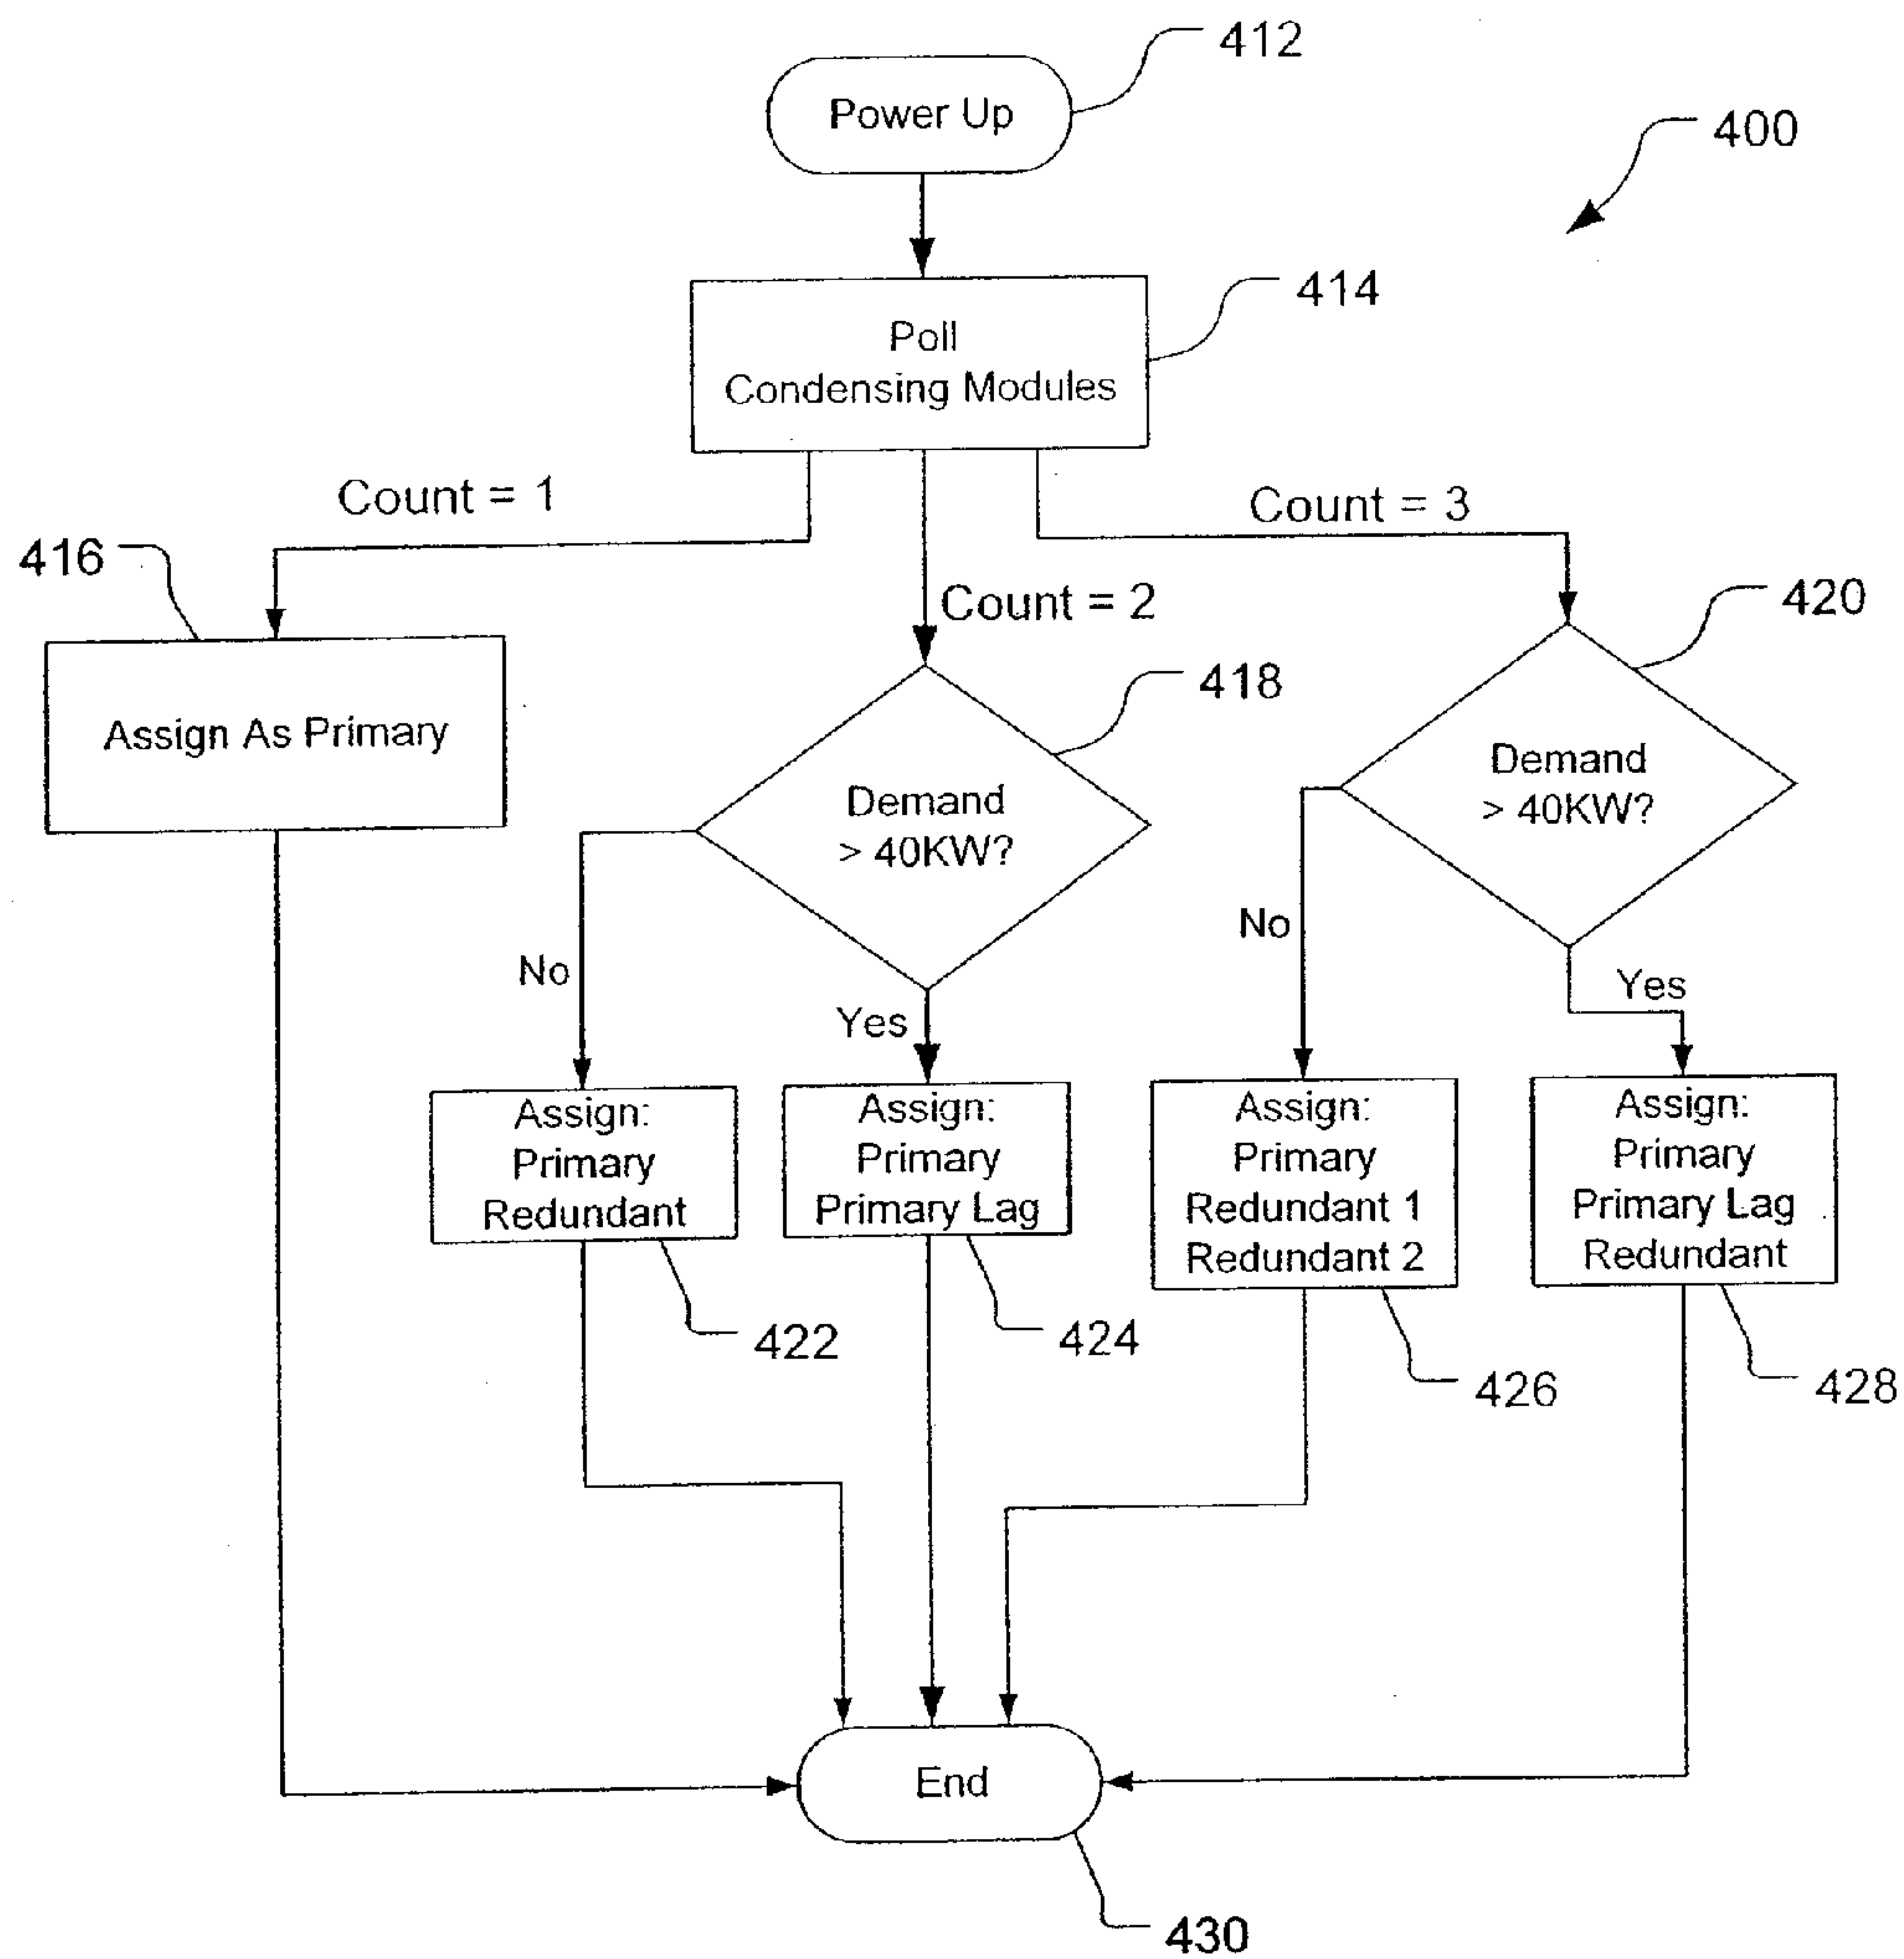 412
Power Up
400
414
Poll
Condensing Modules
Count = 1
Count = 3
416
Count = 2
420
Assign As Primary
418
Demand
> 40KW?
Demand
> 40KW?
No
Yes
No
Yes
Assign:
Primary
Redundant
Assign:
Primary
Primary Lag
Assign:
Primary
Redundant 1
Redundant 2
Assign:
Primary
Primary Lag
Redundant
422
424
426
428
End
430